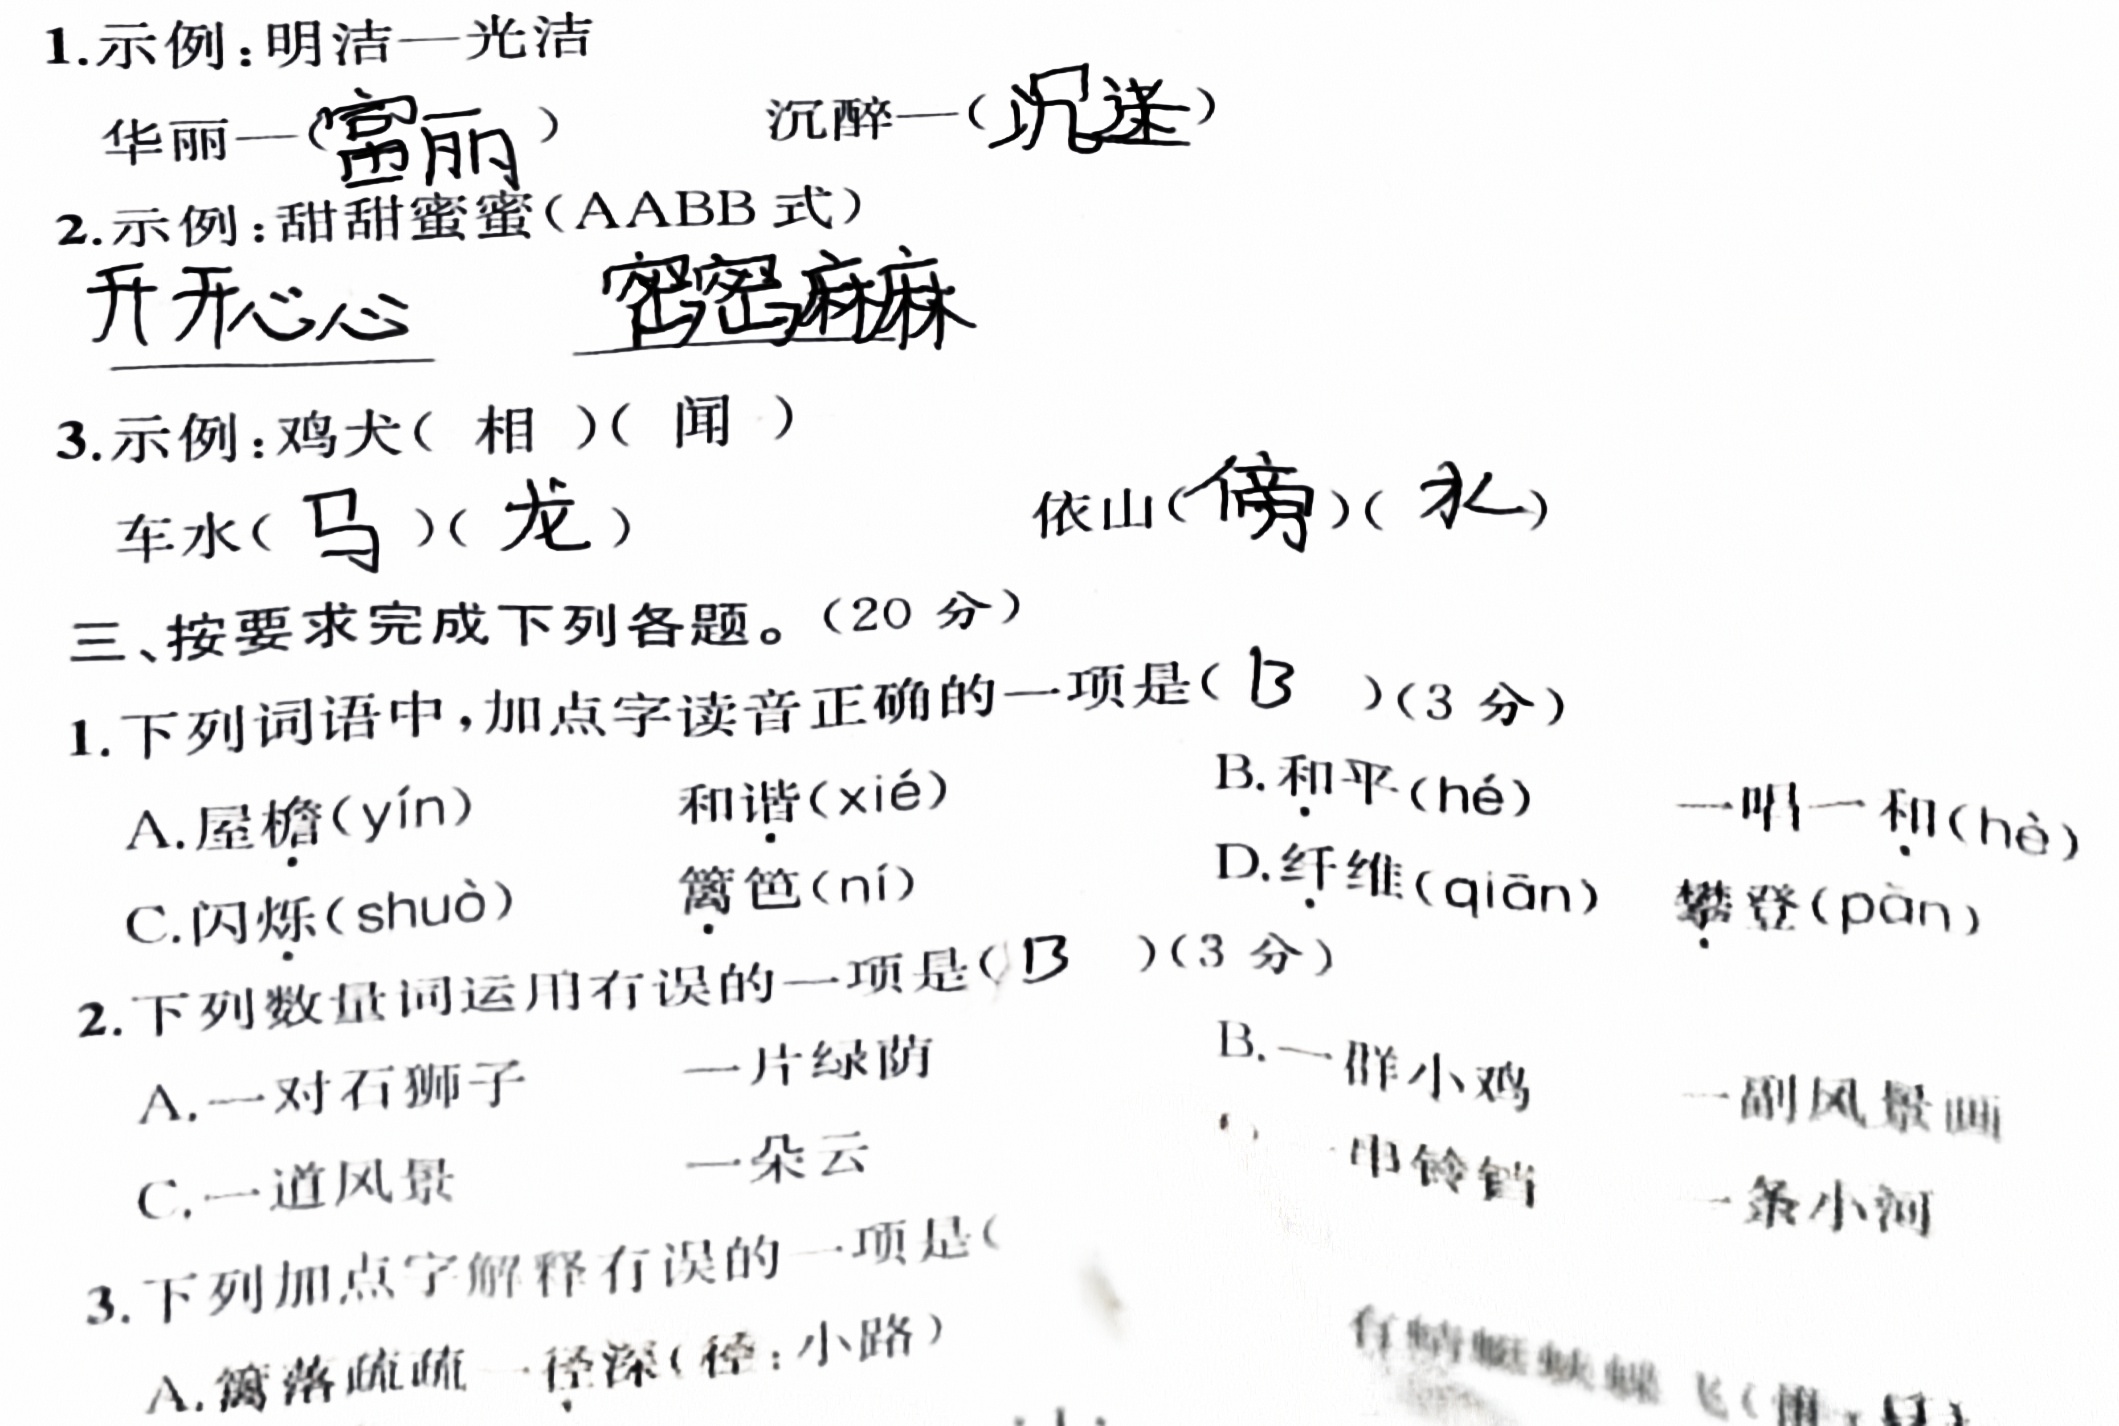 1.示例:明洁—光洁
华丽—(富丽) 沉醉—(沉迷)
2.示例:甜甜蜜蜜(AABB式)
开开心心 密密麻麻
3.示例:鸡犬( 相 )( 闻 )
车水( 马 )( 龙 ) 依山(傍)( 水 )
三、按要求完成下列各题。(20 分)
1.下列词语中,加点字读音正确的一项是( B )(3 分)
A.屋檐(yín) 和谐(xié) B.和平(hé) 一唱一和(hè)
C.闪烁(shuò) 篱笆(ní) D.纤维(qiān) 攀登(pàn)
2.下列数量词运用有误的一项是( B )(3 分)
A.一对石狮子 一片绿荫 B.一群小鸡 一副风景画
C.一道风景 一朵云 一串铃铛 一条小河
3.下列加点字解释有误的一项是(
A.篱落疏疏一径深(径:小路) 有蜻蜓蛱蝶飞(